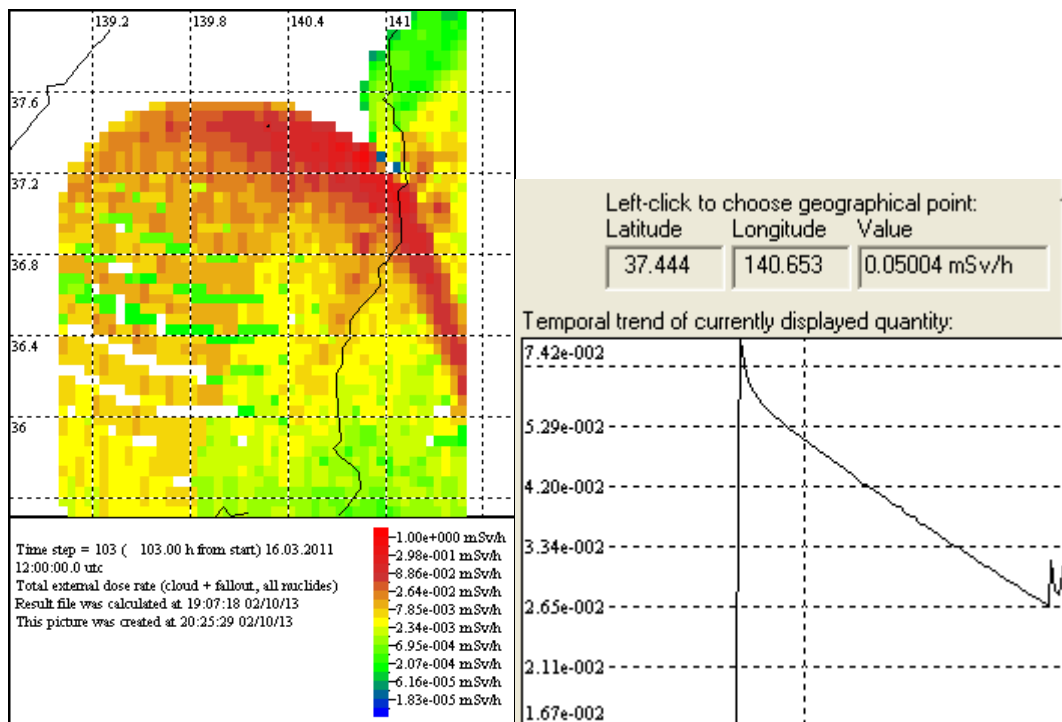 139.2 139.8 140.4 141
37.6
37.2
36.8
36.4
36
Time step = 103 ( 103.00 h from start) 16.03.2011
12:00:00.0 utc
Total external dose rate (cloud + fallout, all nuclides)
Result file was calculated at 19:07:18 02/10/13
This picture was created at 20:25:29 02/10/13
1.00e+000 mSv/h
2.98e-001 mSv/h
8.86e-002 mSv/h
2.64e-002 mSv/h
7.85e-003 mSv/h
2.34e-003 mSv/h
6.95e-004 mSv/h
2.07e-004 mSv/h
6.16e-005 mSv/h
1.83e-005 mSv/h
Left-click to choose geographical point:
Latitude Longitude Value
37.444 140.653 0.05004 mSv/h
Temporal trend of currently displayed quantity:
7.42e-002
5.29e-002
4.20e-002
3.34e-002
2.65e-002
2.11e-002
1.67e-002